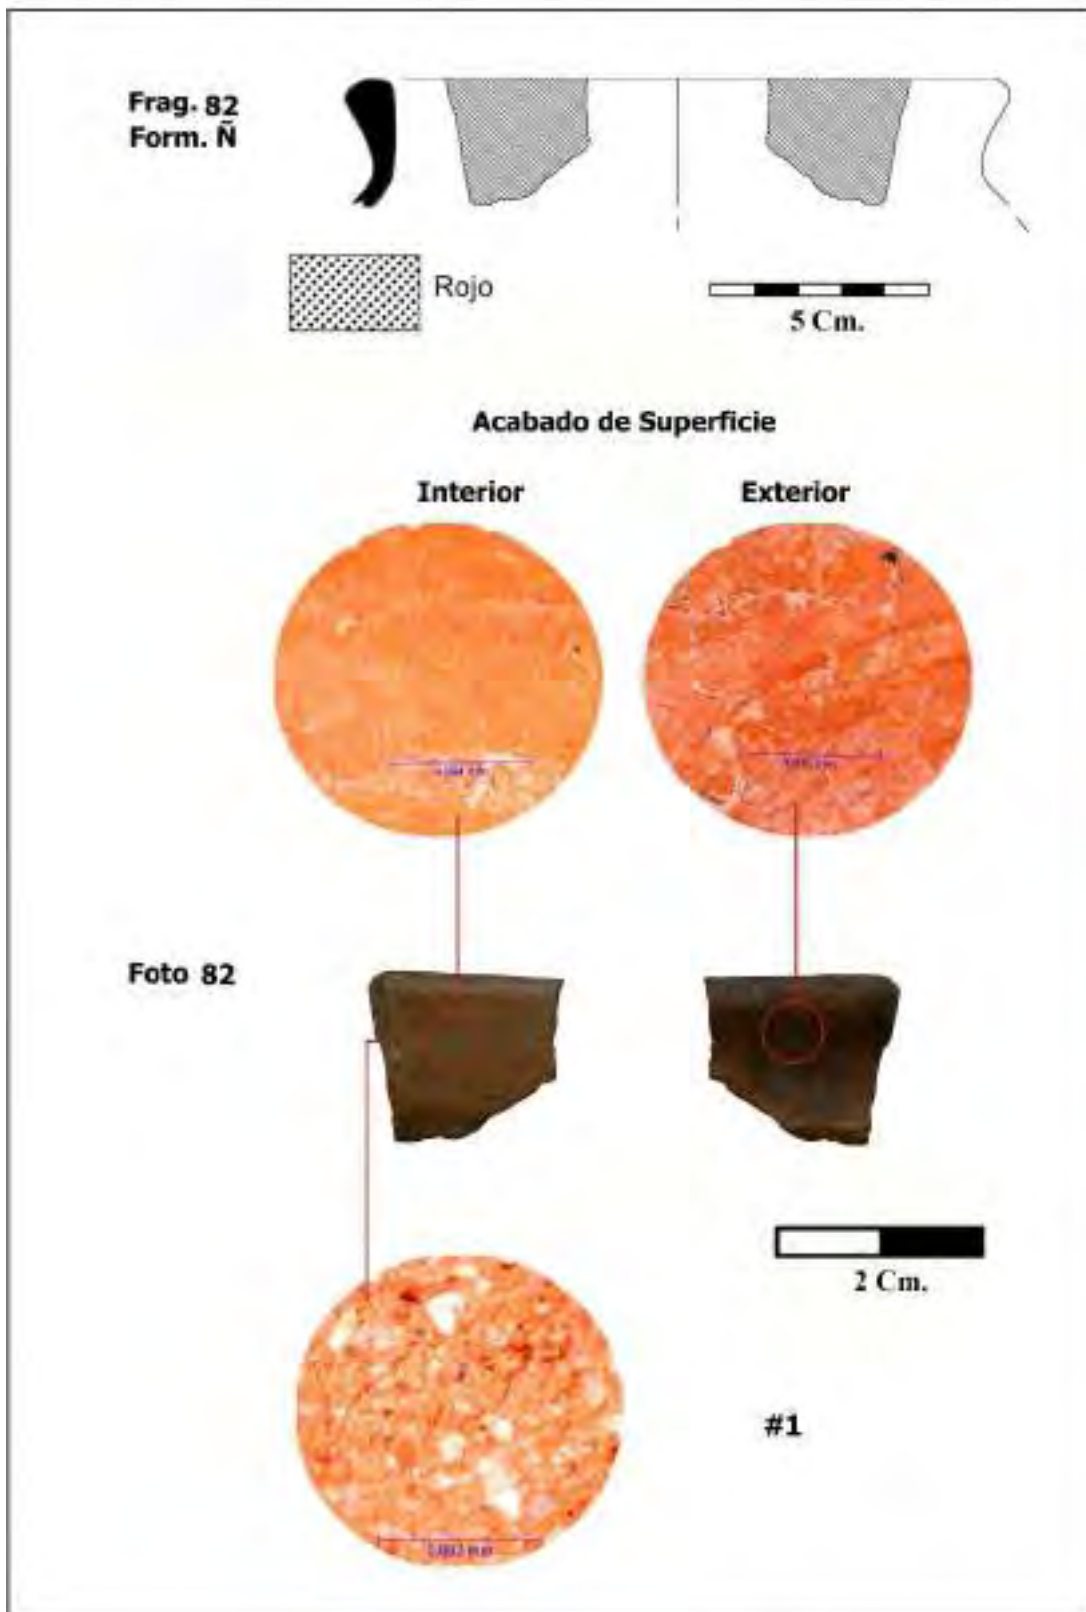 Frag. 82
Form. Ñ
Rojo
5 Cm.
Acabado de Superficie
Interior
Exterior
Foto 82
2 Cm.
#1